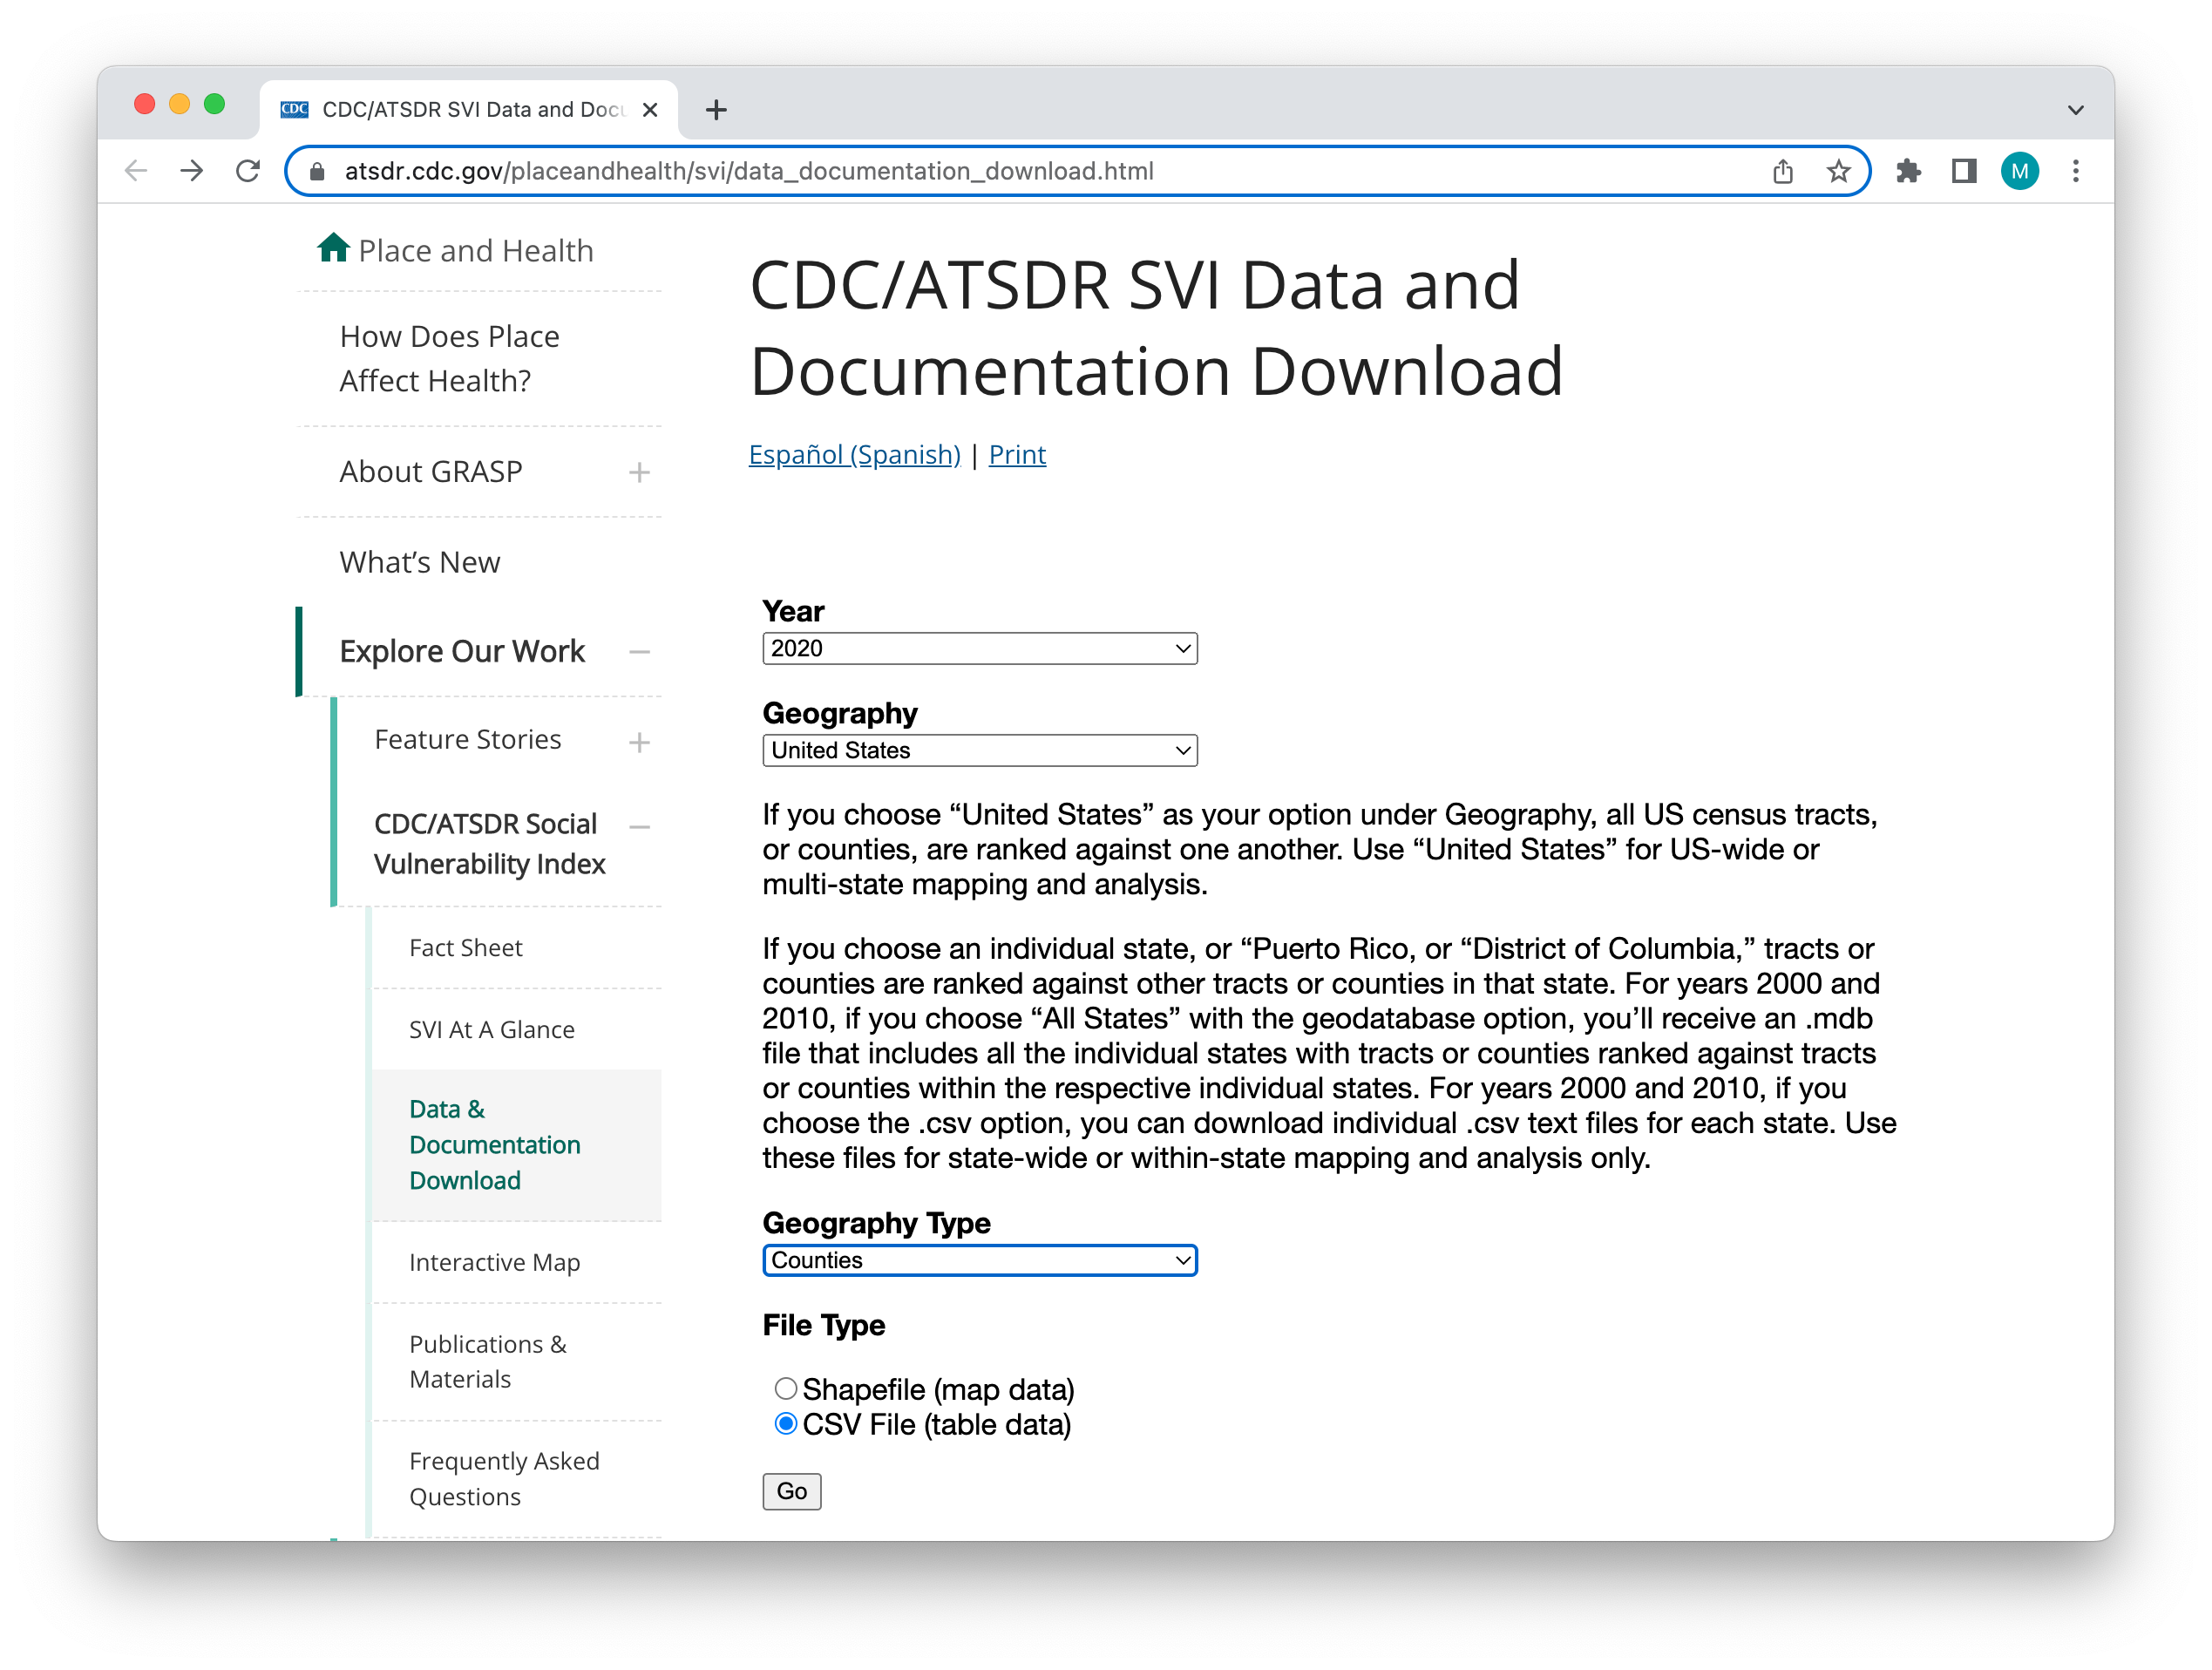 CDC CDC/ATSDR SVI Data and Docu
atsdr.cdc.gov/placeandhealth/svi/data_documentation_download.html
M
Place and Health
How Does Place
Affect Health?
About GRASP
What's New
Explore Our Work
Feature Stories
CDC/ATSDR Social
Vulnerability Index
Fact Sheet
SVI At A Glance
Data &
Documentation
Download
Interactive Map
Publications &
Materials
Frequently Asked
Questions
CDC/ATSDR SVI Data and
Documentation Download
Español (Spanish) | Print
Year
2020
Geography
United States
If you choose “United States” as your option under Geography, all US census tracts,
or counties, are ranked against one another. Use “United States” for US-wide or
multi-state mapping and analysis.
If you choose an individual state, or “Puerto Rico, or “District of Columbia,” tracts or
counties are ranked against other tracts or counties in that state. For years 2000 and
2010, if you choose “All States” with the geodatabase option, you’ll receive an .mdb
file that includes all the individual states with tracts or counties ranked against tracts
or counties within the respective individual states. For years 2000 and 2010, if you
choose the .csv option, you can download individual .csv text files for each state. Use
these files for state-wide or within-state mapping and analysis only.
Geography Type
Counties
File Type
Shapefile (map data)
CSV File (table data)
Go